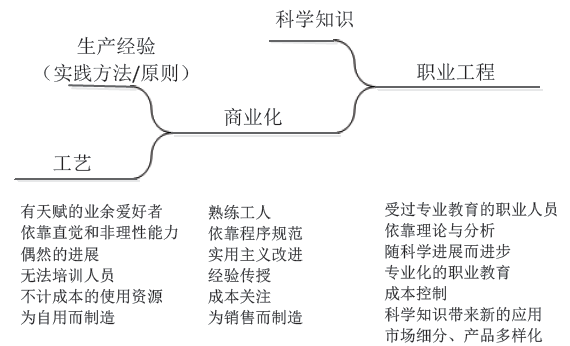 科学知识
生产经验
（实践方法/原则）
职业工程
商业化
工艺
有天赋的业余爱好者
依靠直觉和非理性能力
偶然的进展
无法培训人员
不计成本的使用资源
为自用而制造
熟练工人
依靠程序规范
实用主义改进
经验传授
成本关注
为销售而制造
受过专业教育的职业人员
依靠理论与分析
随科学进展而进步
专业化的职业教育
成本控制
科学知识带来新的应用
市场细分、产品多样化